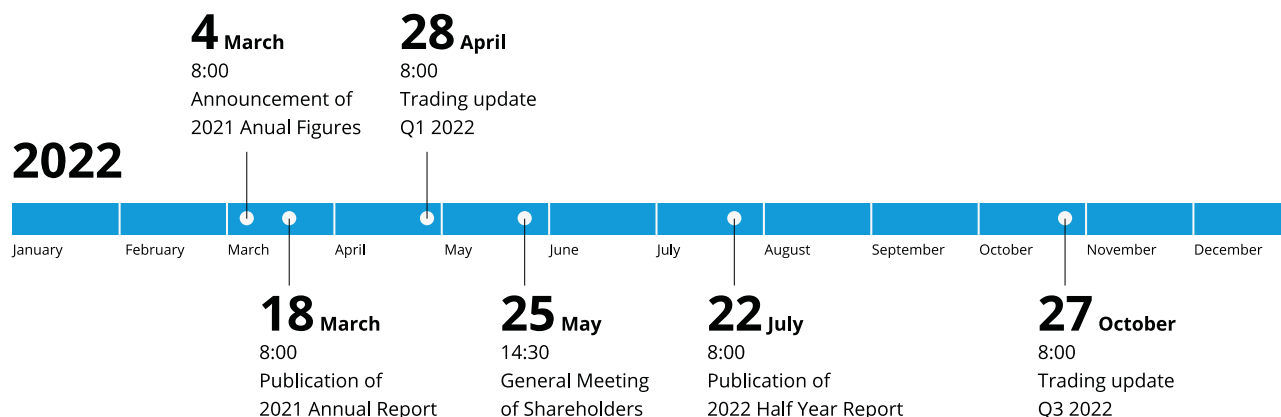 4 March
8:00
Announcement of
2021 Anual Figures
28 April
8:00
Trading update
Q1 2022
2022
January February March April May June July August September October November December
18 March
8:00
Publication of
2021 Annual Report
25 May
14:30
General Meeting
of Shareholders
22 July
8:00
Publication of
2022 Half Year Report
27 October
8:00
Trading update
Q3 2022